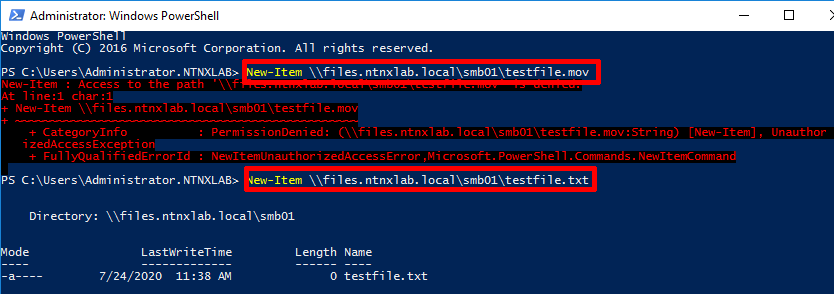 Administrator: Windows PowerShell
Windows PowerShell
Copyright (C) 2016 Microsoft Corporation. All rights reserved.
PS C:\Users\Administrator.NTNXLAB> New-Item \\files.ntnxlab.local\smb01\testfile.mov
New-Item : Access to the path '\\files.ntnxlab.local\smb01\testfile.mov' is denied.
At line:1 char:1
+ New-Item \\files.ntnxlab.local\smb01\testfile.mov
+ ~~~~~~~~~~~~~~~~~~~~~~~~~~~~~~~~~~~~~~~~~~~~~~~~~
+ CategoryInfo : PermissionDenied: (\\files.ntnxlab.local\smb01\testfile.mov:String) [New-Item], Unauthor
izedAccessException
+ FullyQualifiedErrorId : NewItemUnauthorizedAccessError,Microsoft.PowerShell.Commands.NewItemCommand
PS C:\Users\Administrator.NTNXLAB> New-Item \\files.ntnxlab.local\smb01\testfile.txt
Directory: \\files.ntnxlab.local\smb01
Mode LastWriteTime Length Name
---- ------------- ------ ----
-a---- 7/24/2020 11:38 AM 0 testfile.txt